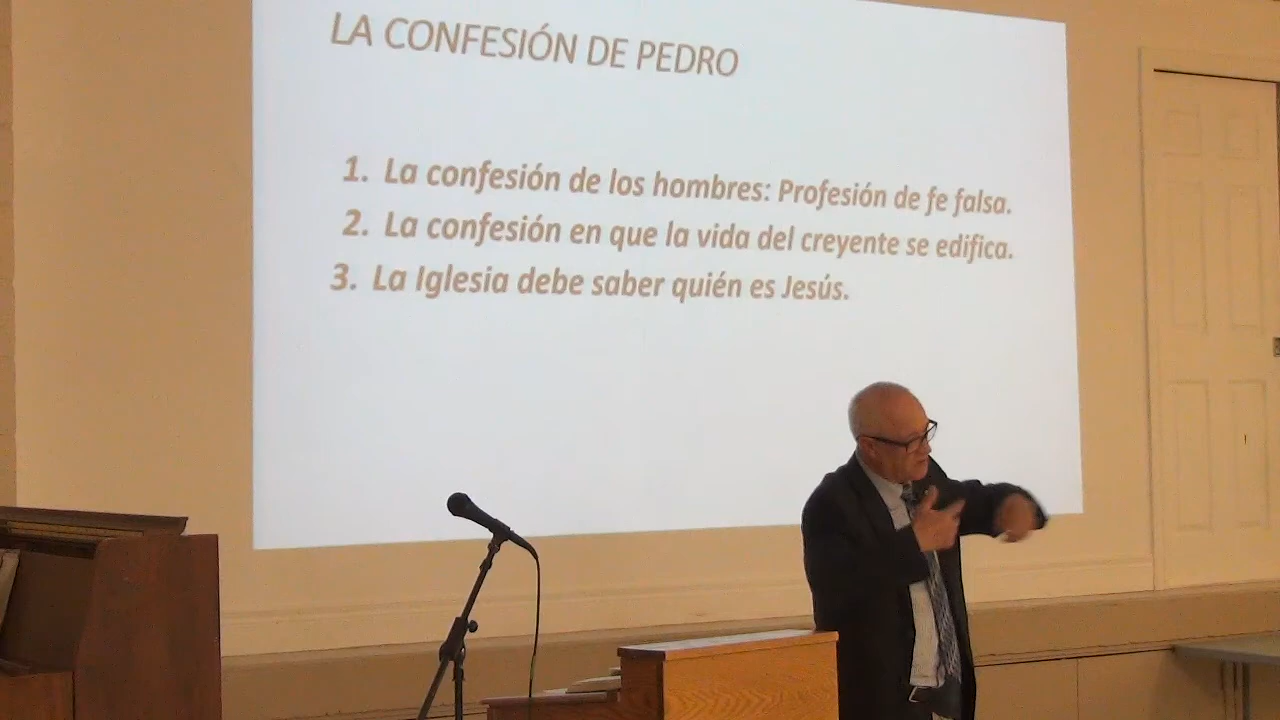 LA CONFESIÓN DE PEDRO
1. La confesión de los hombres: Profesión de fe falsa.
2. La confesión en que la vida del creyente se edifica.
3. La Iglesia debe saber quién es Jesús.